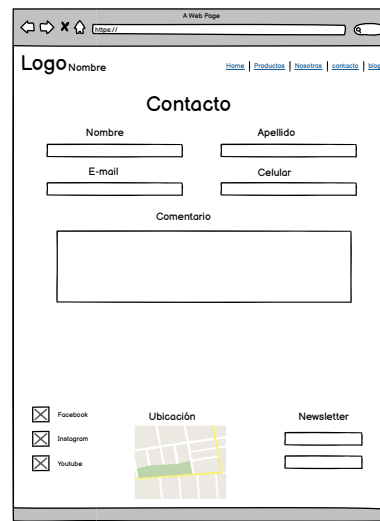 A Web Page
https://
Logo Nombre
Home | Productos | Nosotros | contacto | blog
Contacto
Nombre Apellido
E-mail Celular
Comentario
Facebook
Instagram
Youtube
Ubicación
Newsletter